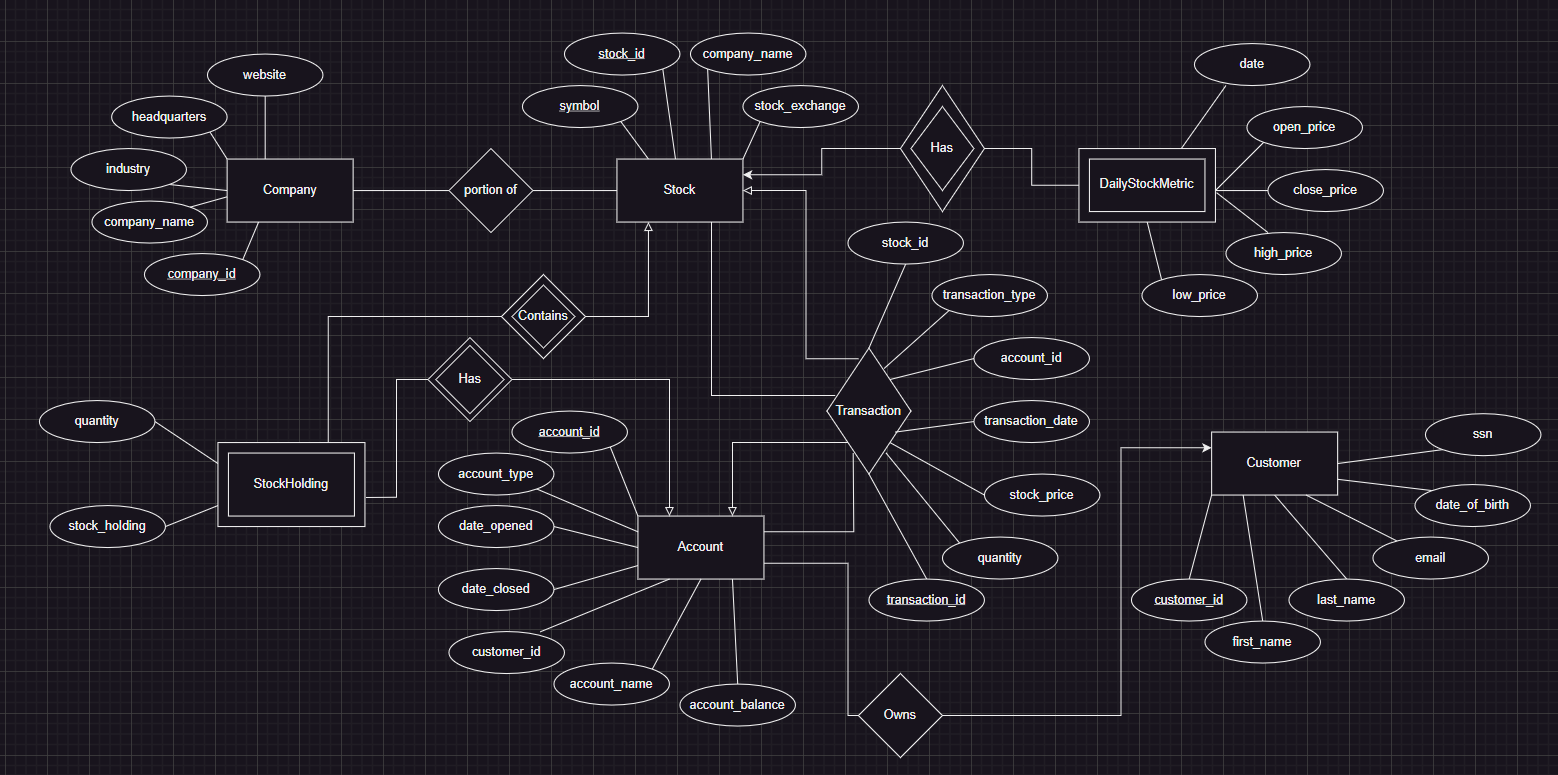 stock_id
company_name
website
symbol
stock_exchange
headquarters
industry
Company
company_name
company_id
portion of
Stock
Has
DailyStockMetric
date
open_price
close_price
high_price
low_price
stock_id
transaction_type
account_id
transaction_date
Transaction
stock_price
quantity
transaction_id
Contains
Has
quantity
StockHolding
stock_holding
account_id
account_type
date_opened
Account
date_closed
customer_id
account_name
account_balance
Customer
ssn
date_of_birth
email
last_name
first_name
customer_id
Owns